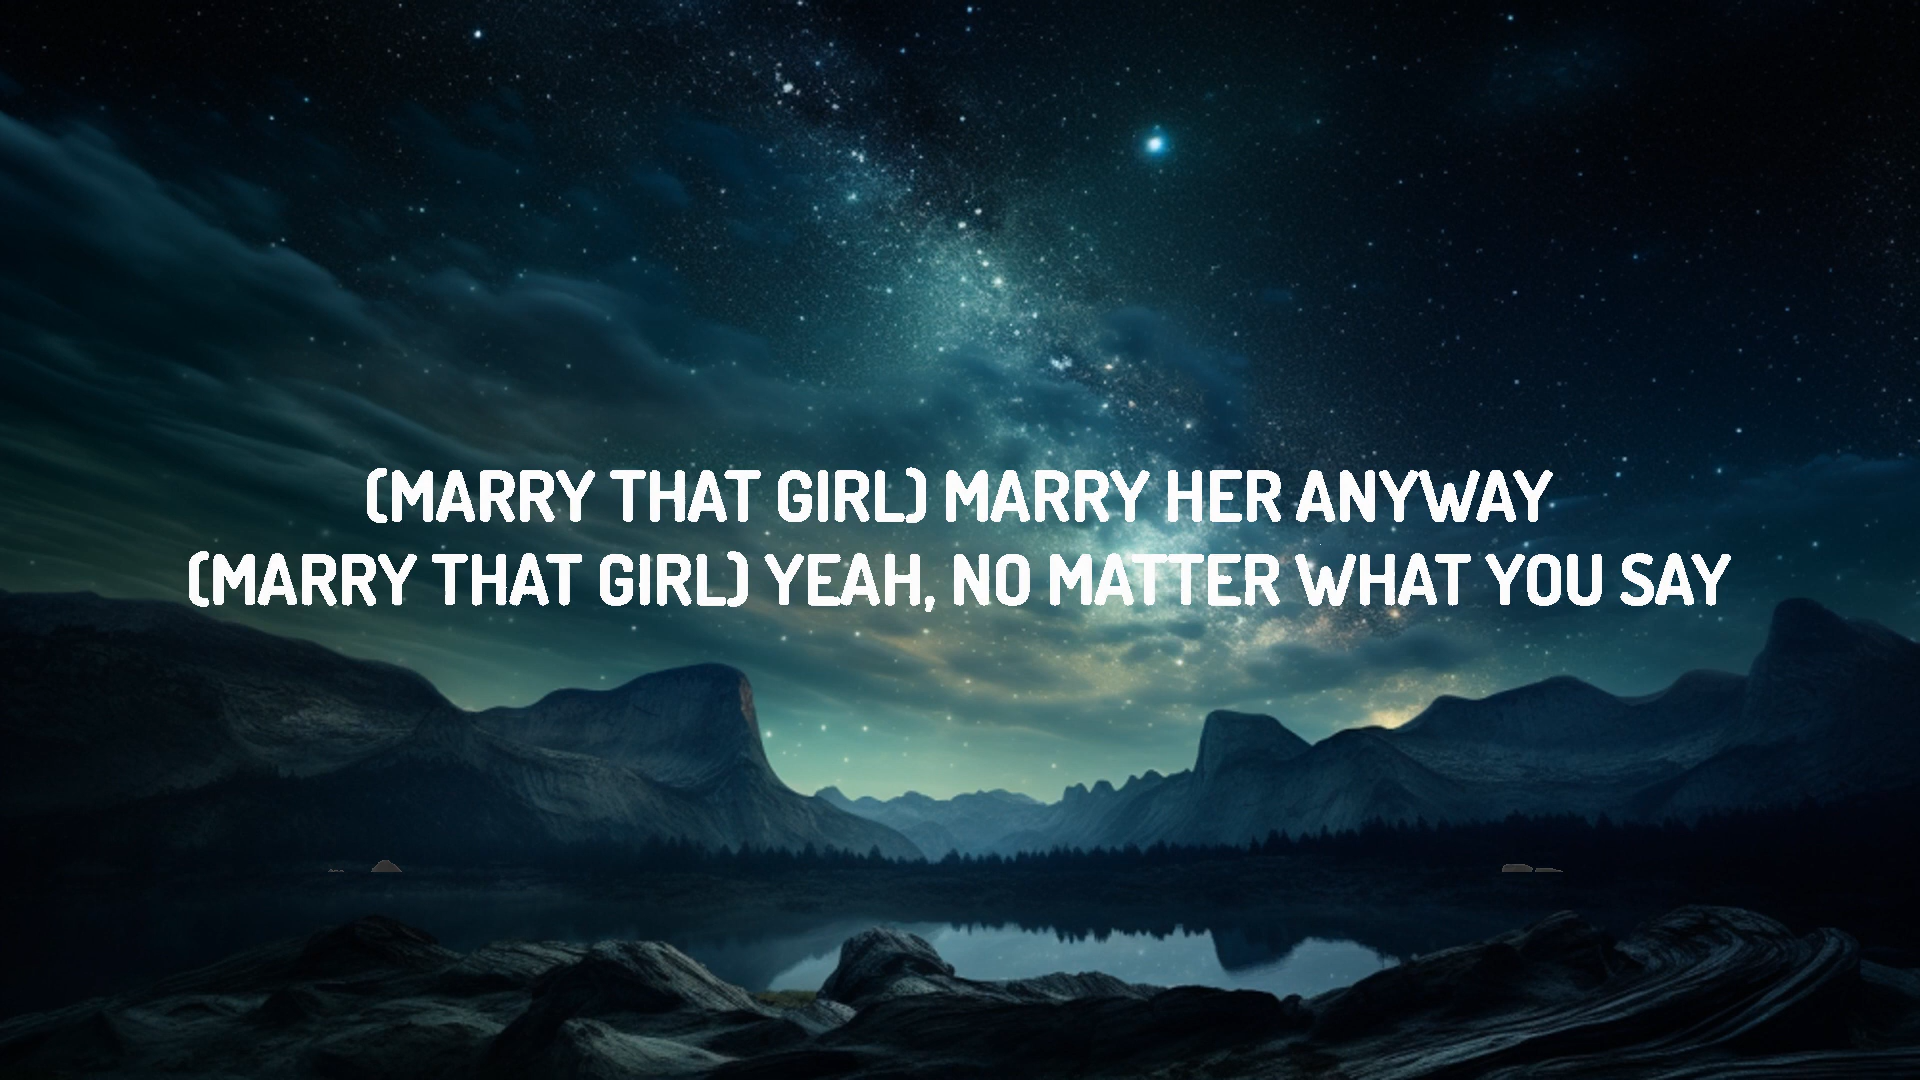 (MARRY THAT GIRL) MARRY HER ANYWAY
(MARRY THAT GIRL) YEAH, NO MATTER WHAT YOU SAY